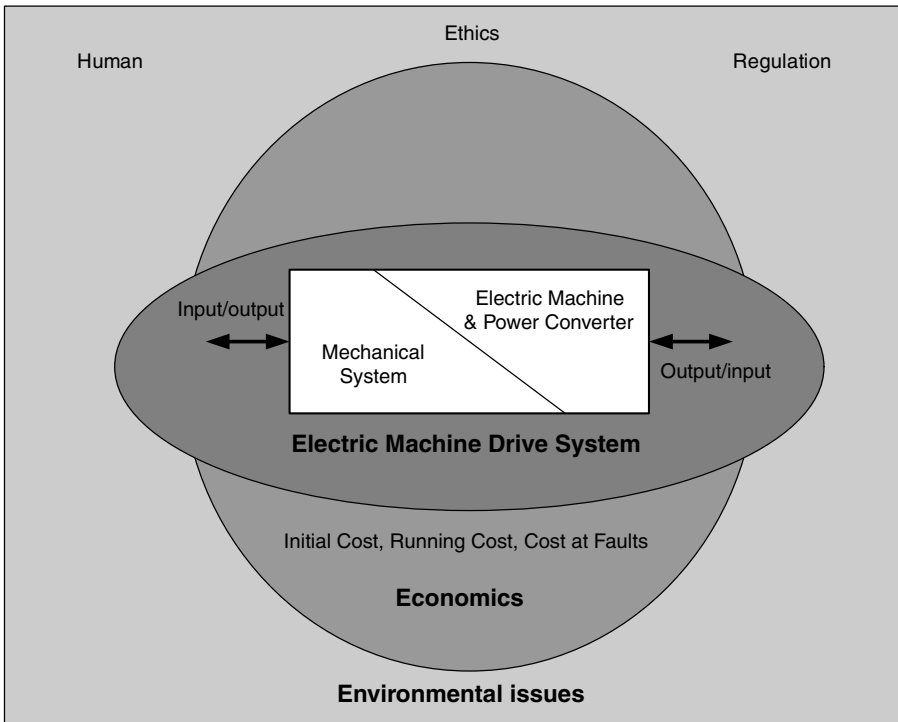 Ethics
Human
Regulation
Electric Machine
& Power Converter
Input/output
Mechanical
System
Output/input
Electric Machine Drive System
Initial Cost, Running Cost, Cost at Faults
Economics
Environmental issues